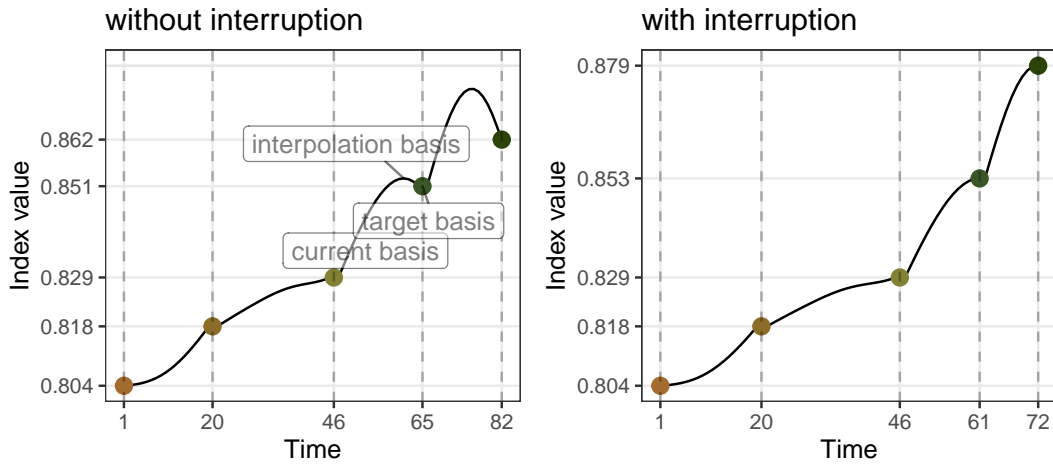 without interruption
Index value
0.862
0.851
0.829
0.818
0.804
interpolation basis
target basis
current basis
1 20 46 65 82
Time
with interruption
Index value
0.879
0.853
0.829
0.818
0.804
1 20 46 61 72
Time